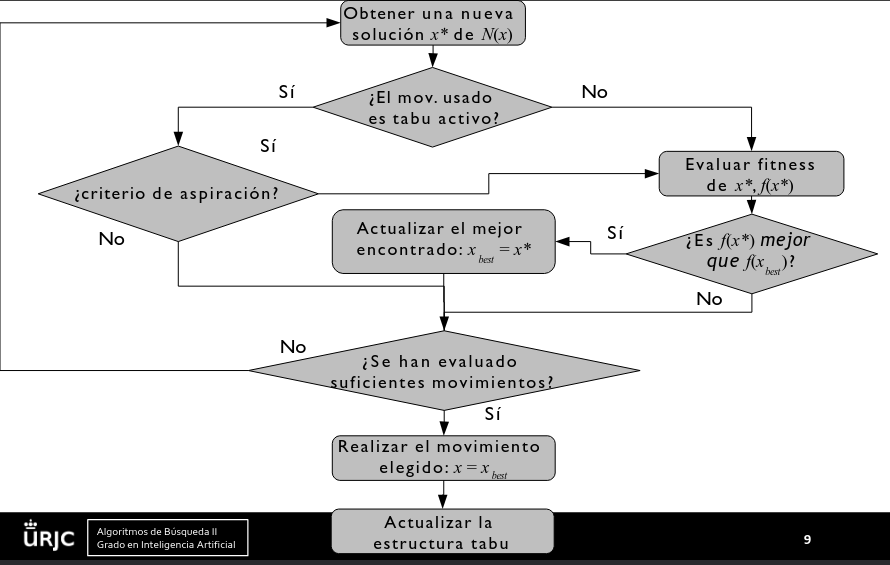 Obtener una nueva
solución x* de N(x)
Sí
¿El mov. usado
es tabu activo?
No
Sí
¿criterio de aspiración?
Evaluar fitness
de x*, f(x*)
No
Actualizar el mejor
encontrado: x best = x*
Sí
¿Es f(x*) mejor
que f(x best)?
No
No
¿Se han evaluado
suficientes movimientos?
Sí
Realizar el movimiento
elegido: x = x best
Actualizar la
estructura tabu
URJC
Algoritmos de Búsqueda II
Grado en Inteligencia Artificial
9